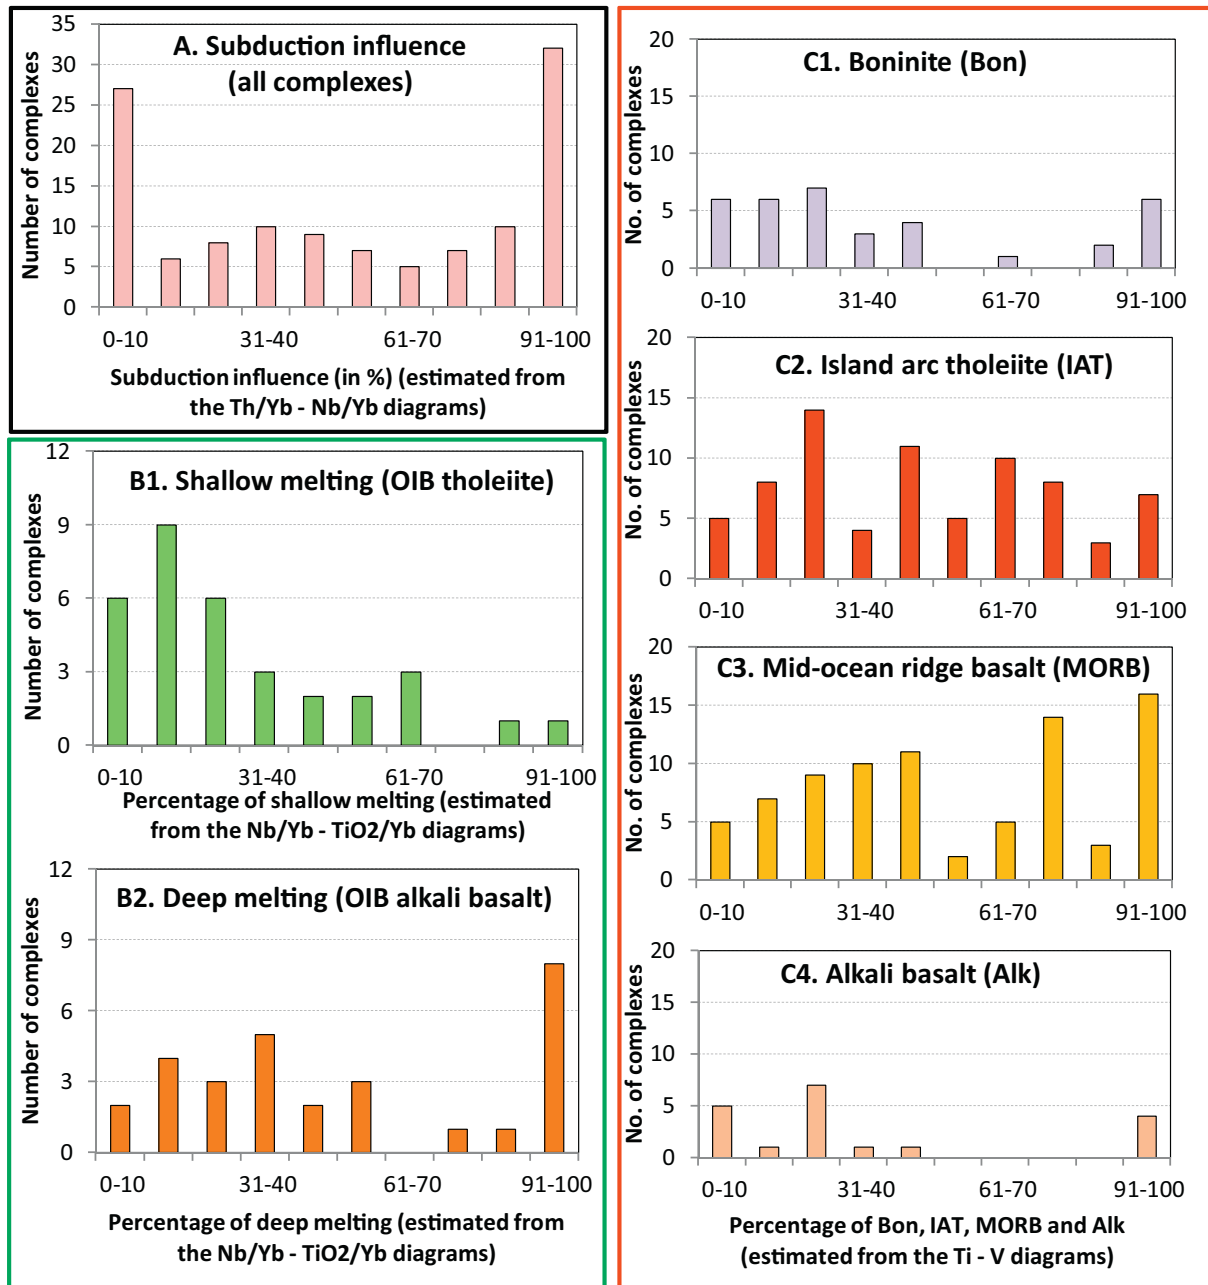 A. Subduction influence
(all complexes)
Number of complexes
35
30
25
20
15
10
5
0
0-10
31-40
61-70
91-100
Subduction influence (in %) (estimated from
the Th/Yb - Nb/Yb diagrams)
B1. Shallow melting (OIB tholeiite)
Number of complexes
12
9
6
3
0
0-10
31-40
61-70
91-100
Percentage of shallow melting (estimated
from the Nb/Yb - TiO2/Yb diagrams)
B2. Deep melting (OIB alkali basalt)
Number of complexes
12
9
6
3
0
0-10
31-40
61-70
91-100
Percentage of deep melting (estimated from
the Nb/Yb - TiO2/Yb diagrams)
C1. Boninite (Bon)
No. of complexes
20
15
10
5
0
0-10
31-40
61-70
91-100
C2. Island arc tholeiite (IAT)
No. of complexes
20
15
10
5
0
0-10
31-40
61-70
91-100
C3. Mid-ocean ridge basalt (MORB)
No. of complexes
20
15
10
5
0
0-10
31-40
61-70
91-100
C4. Alkali basalt (Alk)
No. of complexes
20
15
10
5
0
0-10
31-40
61-70
91-100
Percentage of Bon, IAT, MORB and Alk
(estimated from the Ti - V diagrams)